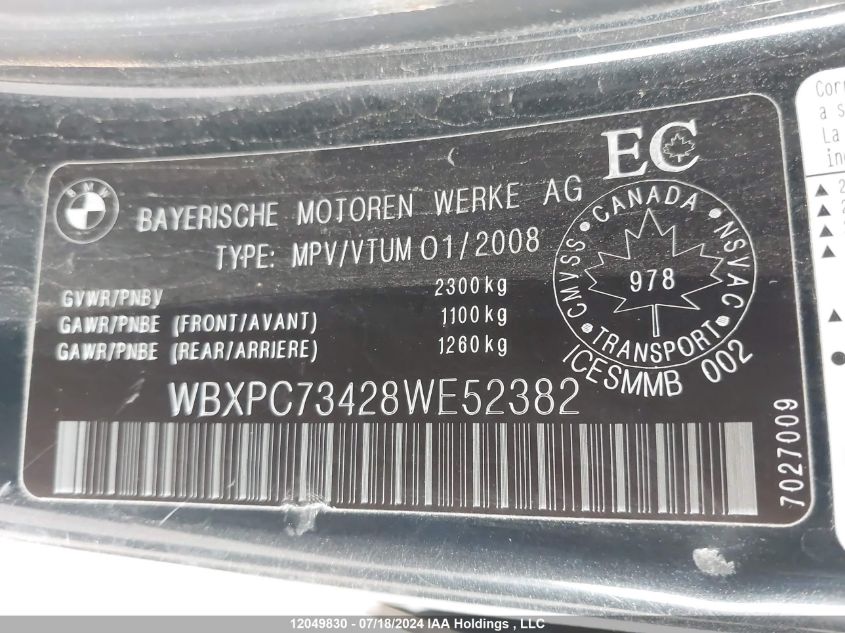 BMW
BAYERISCHE MOTOREN WERKE AG
TYPE: MPV/VTUM 01/2008
GVWR/PNBV 2300kg
GAWR/PNBE (FRONT/AVANT) 1100kg
GAWR/PNBE (REAR/ARRIERE) 1260kg
WBXPC73428WE52382
EC
CANADA
CMVSS NSVAC
978
TRANSPORT
ICESMMB 002
7027009
a s
La
12049830 - 07/18/2024 IAA Holdings , LLC